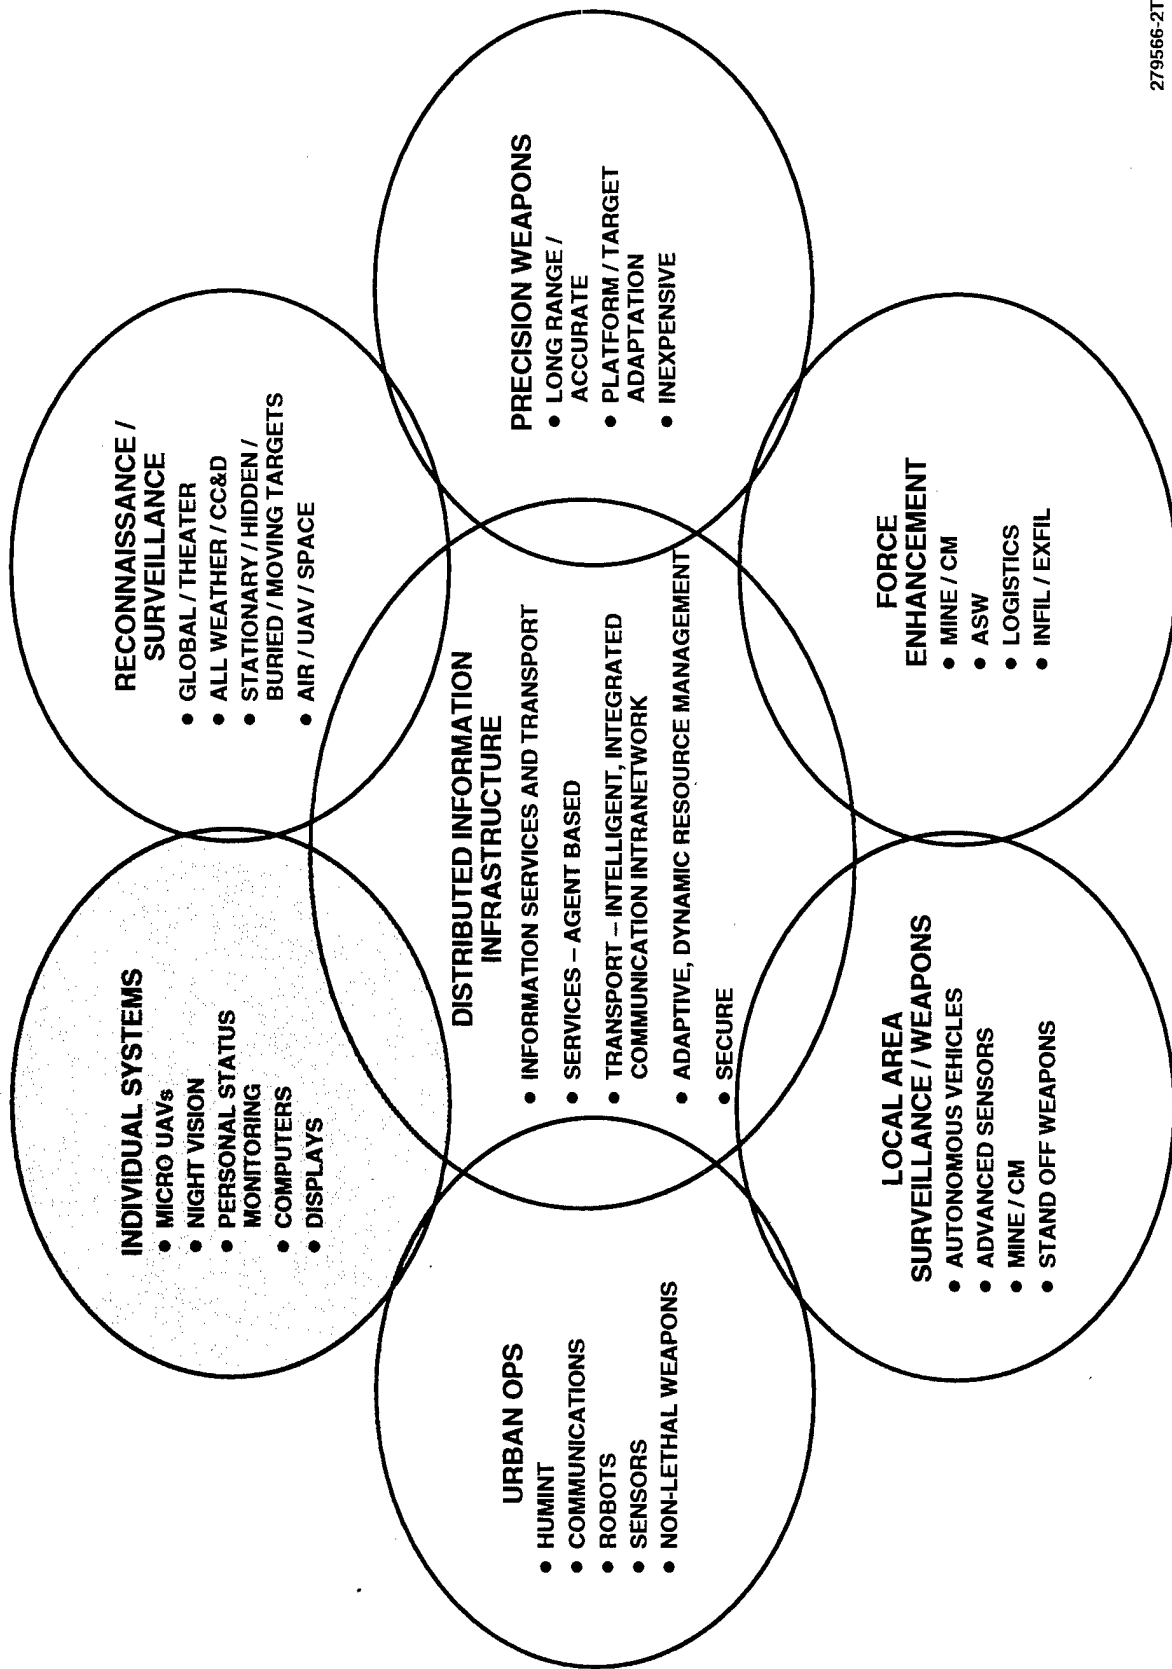 INDIVIDUAL SYSTEMS
● MICRO UAVs
● NIGHT VISION
● PERSONAL STATUS
MONITORING
● COMPUTERS
● DISPLAYS
RECONNAISSANCE /
SURVEILLANCE
● GLOBAL / THEATER
● ALL WEATHER / CC&D
● STATIONARY / HIDDEN /
BURIED / MOVING TARGETS
● AIR / UAV / SPACE
URBAN OPS
● HUMINT
● COMMUNICATIONS
● ROBOTS
● SENSORS
● NON-LETHAL WEAPONS
DISTRIBUTED INFORMATION
INFRASTRUCTURE
● INFORMATION SERVICES AND TRANSPORT
● SERVICES – AGENT BASED
● TRANSPORT – INTELLIGENT, INTEGRATED
COMMUNICATION INTRANETWORK
● ADAPTIVE, DYNAMIC RESOURCE MANAGEMENT
● SECURE
PRECISION WEAPONS
● LONG RANGE /
ACCURATE
● PLATFORM / TARGET
ADAPTATION
● INEXPENSIVE
LOCAL AREA
SURVEILLANCE / WEAPONS
● AUTONOMOUS VEHICLES
● ADVANCED SENSORS
● MINE / CM
● STAND OFF WEAPONS
FORCE
ENHANCEMENT
● MINE / CM
● ASW
● LOGISTICS
● INFIL / EXFIL
279566-2T